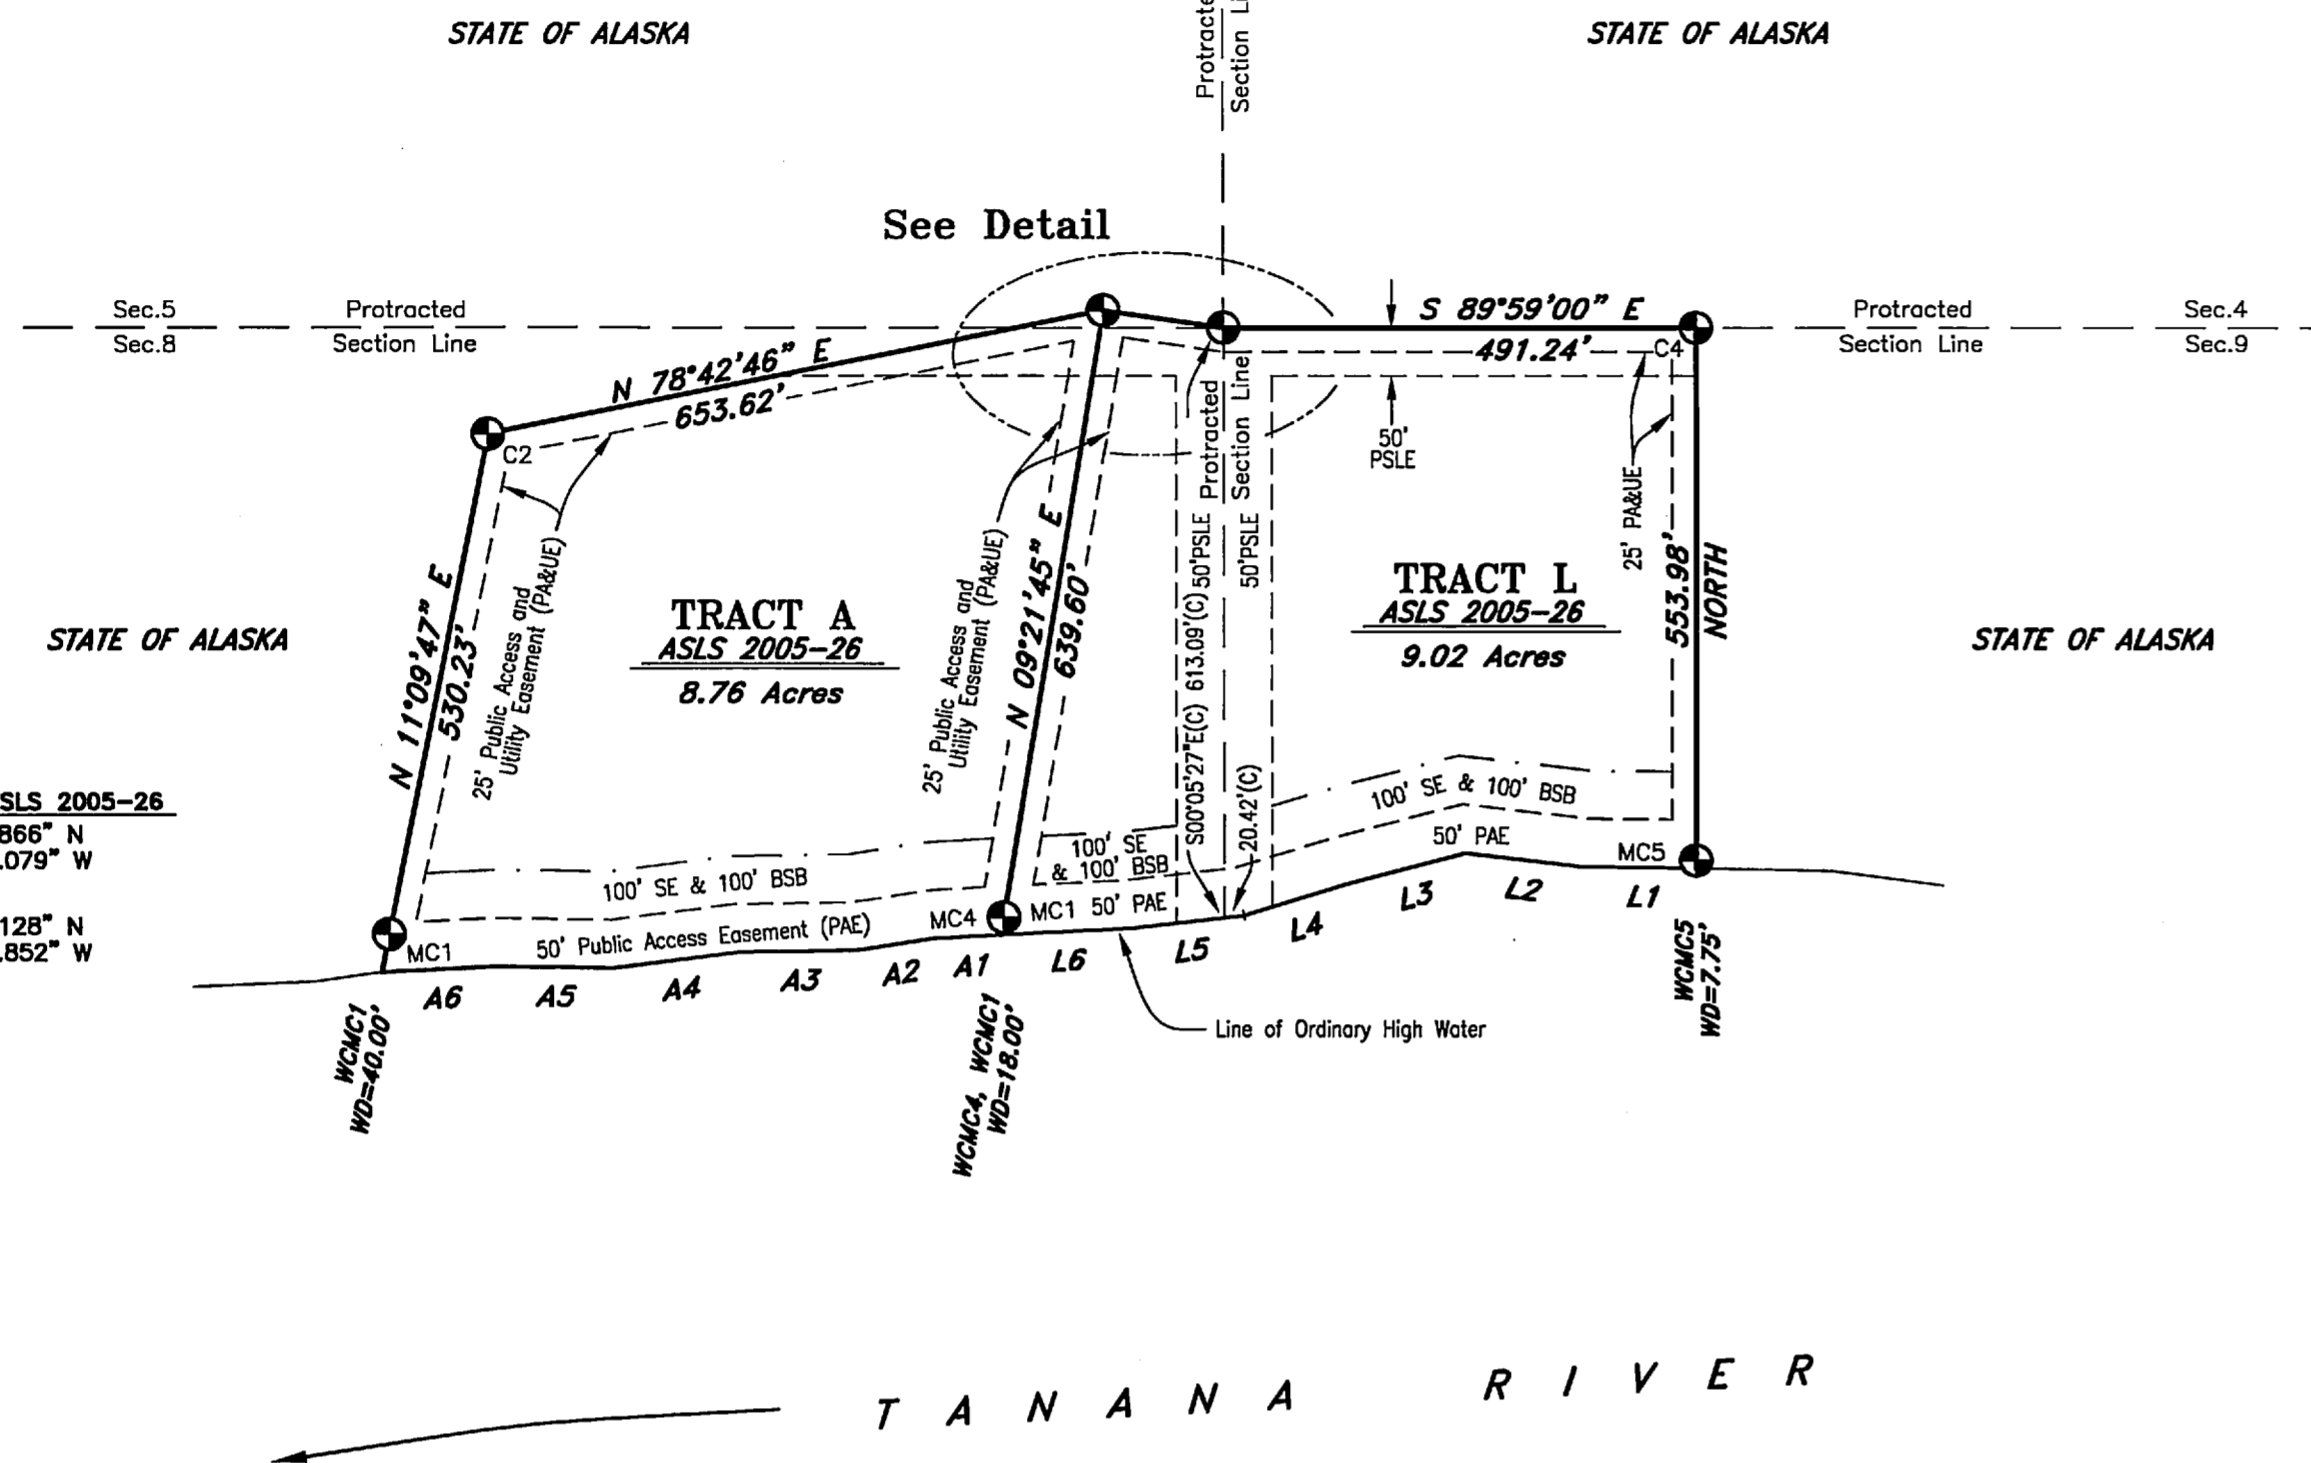 STATE OF ALASKA
STATE OF ALASKA
Protracte
Section Li
See Detail
Sec.5
Sec.8
Protracted
Section Line
S 89°59'00" E
491.24'
C4
Protracted
Section Line
Sec.4
Sec.9
N 78°42'46" E
653.62'
C2
50'
PSLE
Protracted
Section Line
50'PSLE
50'PSLE
25' PA&UE
N 11°09'47" E
530.23'
25' Public Access and
Utility Easement (PA&UE)
TRACT A
ASLS 2005-26
8.76 Acres
25' Public Access and
Utility Easement (PA&UE)
N 09°21'45" E
639.60'
S00°05'27"E(C) 613.09'(C)
20.42'(C)
TRACT L
ASLS 2005-26
9.02 Acres
553.98'
NORTH
STATE OF ALASKA
STATE OF ALASKA
SLS 2005-26
866" N
.079" W
128" N
.852" W
100' SE & 100' BSB
50' Public Access Easement (PAE)
100' SE
& 100' BSB
100' SE & 100' BSB
50' PAE
MC1
MC4
MC1
50' PAE
MC5
A6
A5
A4
A3
A2
A1
L6
L5
L4
L3
L2
L1
WCMC1
WD=40.00'
WCMC4, WCMC1
WD=18.00'
WCMC5
WD=7.75'
Line of Ordinary High Water
TANANA RIVER